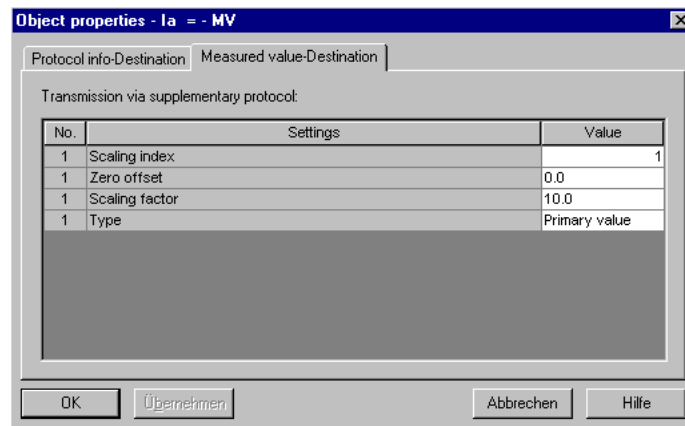 Object properties - Ia = - MV
Protocol info-Destination Measured value-Destination
Transmission via supplementary protocol:
No. Settings Value
1 Scaling index 1
1 Zero offset 0.0
1 Scaling factor 10.0
1 Type Primary value
OK Übernehmen Abbrechen Hilfe